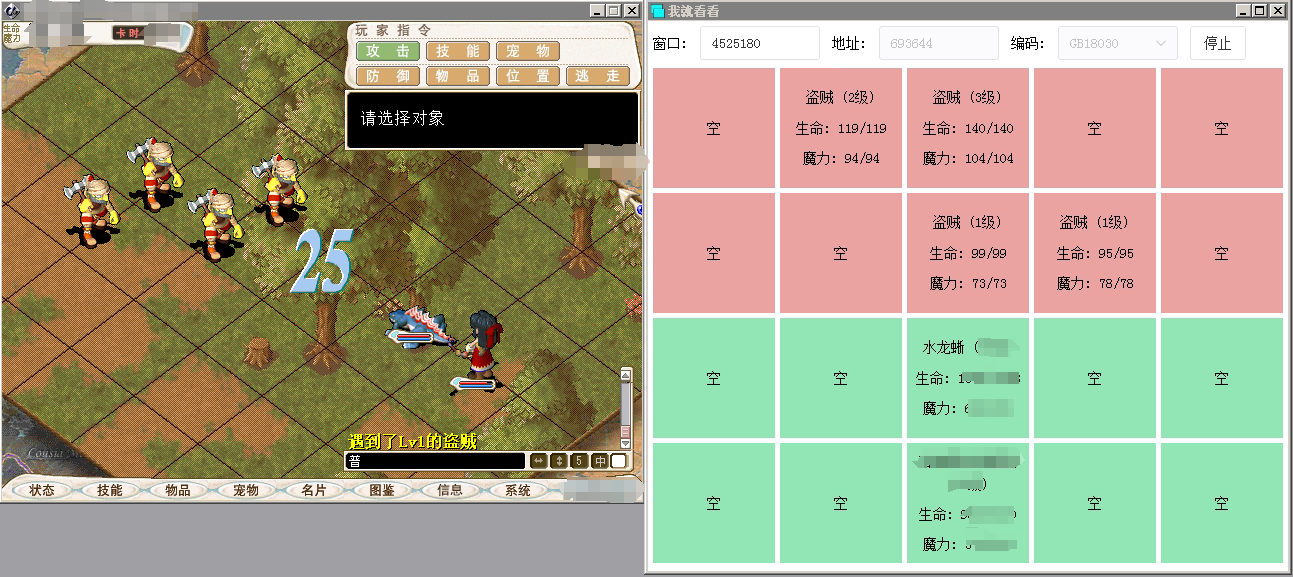 生命
魔力
卡时
玩家指令
攻击 技能 宠物
防御 物品 位置 逃走
请选择对象
25
遇到了Lv1的盗贼
普
5 中
状态 技能 物品 宠物 名片 图鉴 信息 系统
我就看看
窗口: 4525180 地址: 693644 编码: GB18030 停止
空
盗贼 (2级)
生命: 119/119
魔力: 94/94
盗贼 (3级)
生命: 140/140
魔力: 104/104
空
空
空
空
盗贼 (1级)
生命: 99/99
魔力: 73/73
盗贼 (1级)
生命: 95/95
魔力: 78/78
空
空
空
水龙蜥 (
生命:
魔力:
空
空
空
空
生命:
魔力:
空
空